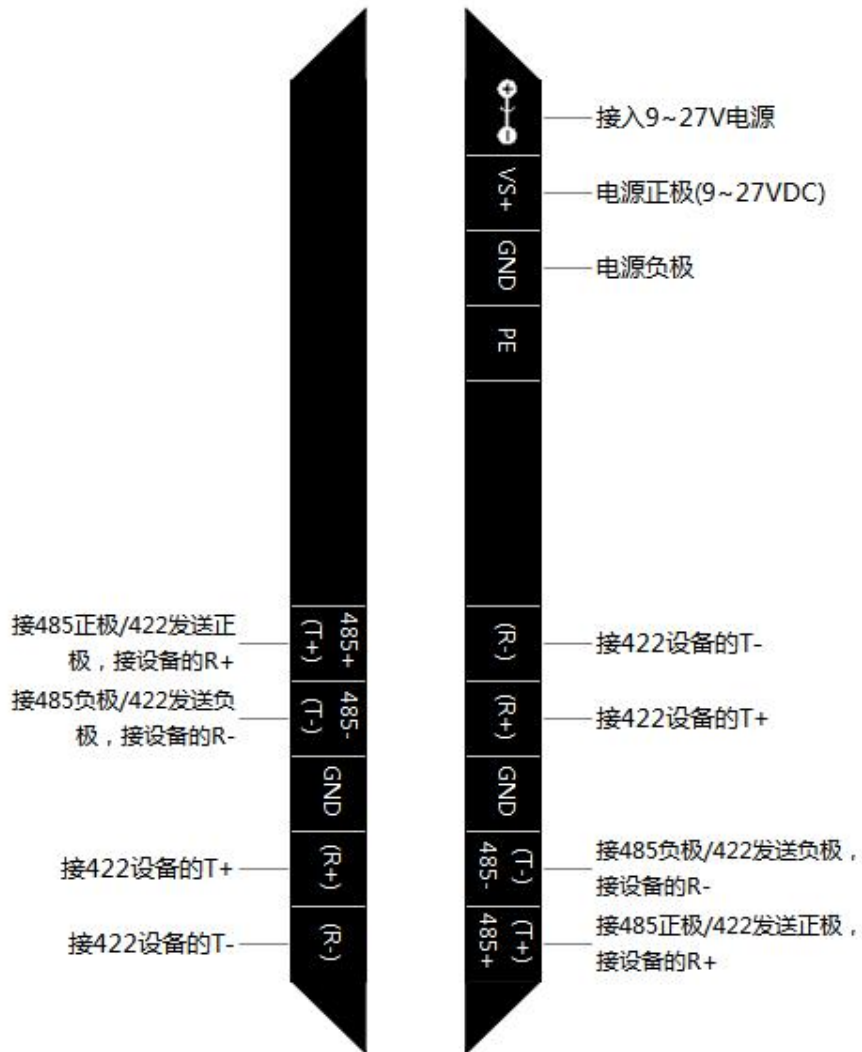 接入9~27V电源
VS+
电源正极(9~27VDC)
GND
电源负极
PE
接485正极/422发送正
极，接设备的R+
485+
(T+)
接485负极/422发送负
极，接设备的R-
485-
(T-)
GND
接422设备的T+
(R+)
接422设备的T-
(R-)
(R-)
接422设备的T-
(R+)
接422设备的T+
GND
(T-)
485-
接485负极/422发送负极，
接设备的R-
(T+)
485+
接485正极/422发送正极，
接设备的R+